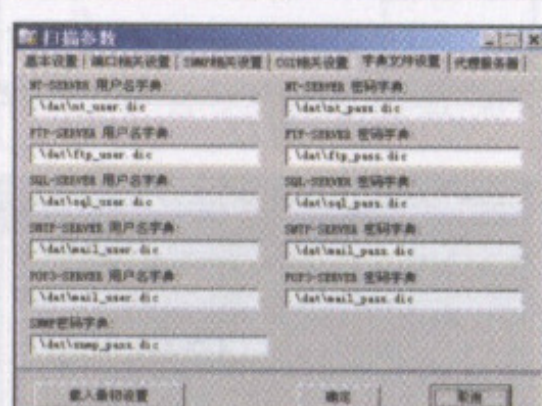 扫描参数
基本设置 端口相关设置 SNMP相关设置 CGI相关设置 字典文件设置 代理服务器
NT-SERVER 用户名字典: NT-SERVER 密码字典:
.\dat\nt_user.dic .\dat\nt_pass.dic
FTP-SERVER 用户名字典: FTP-SERVER 密码字典:
.\dat\ftp_user.dic .\dat\ftp_pass.dic
SQL-SERVER 用户名字典: SQL-SERVER 密码字典:
.\dat\sql_user.dic .\dat\sql_pass.dic
SMTP-SERVER 用户名字典: SMTP-SERVER 密码字典:
.\dat\mail_user.dic .\dat\mail_pass.dic
POP3-SERVER 用户名字典: POP3-SERVER 密码字典:
.\dat\mail_user.dic .\dat\mail_pass.dic
SNMP密码字典:
.\dat\snmp_pass.dic
载入最初设置 确定 取消